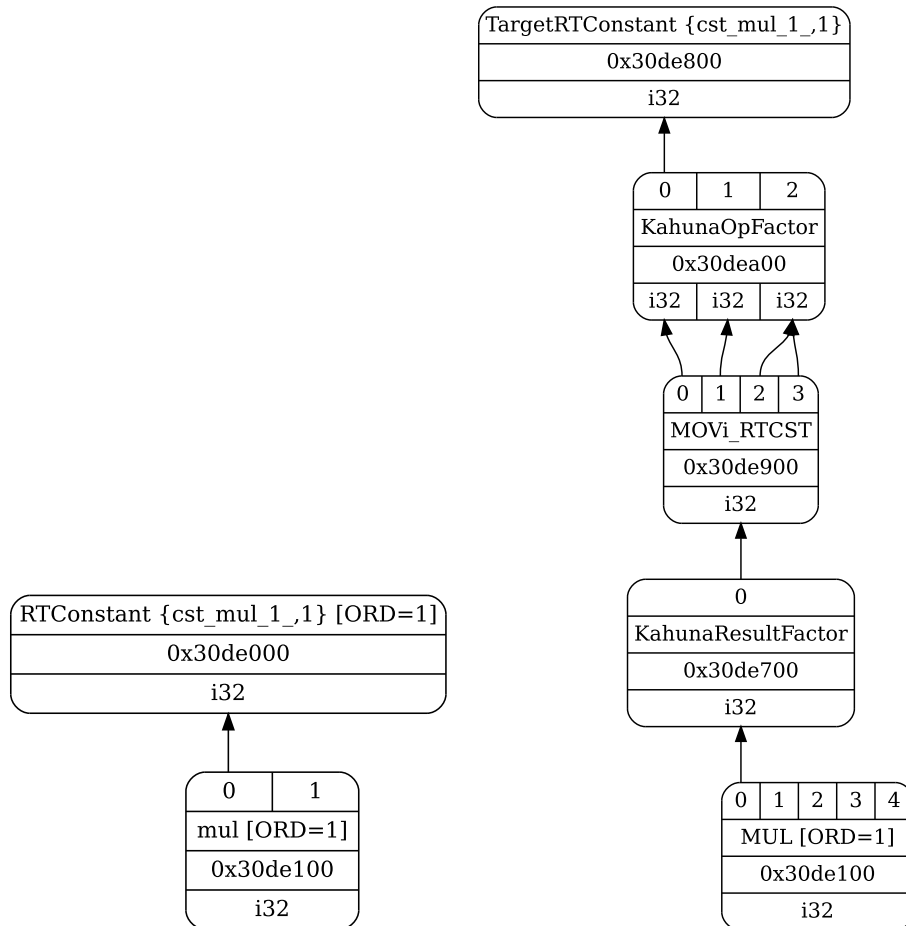 TargetRTConstant {cst_mul_1_,1}
0x30de800
i32
0 1 2
KahunaOpFactor
0x30dea00
i32 i32 i32
0 1 2 3
MOVi_RTCST
0x30de900
i32
0
KahunaResultFactor
0x30de700
i32
RTConstant {cst_mul_1_,1} [ORD=1]
0x30de000
i32
0 1
mul [ORD=1]
0x30de100
i32
0 1 2 3 4
MUL [ORD=1]
0x30de100
i32